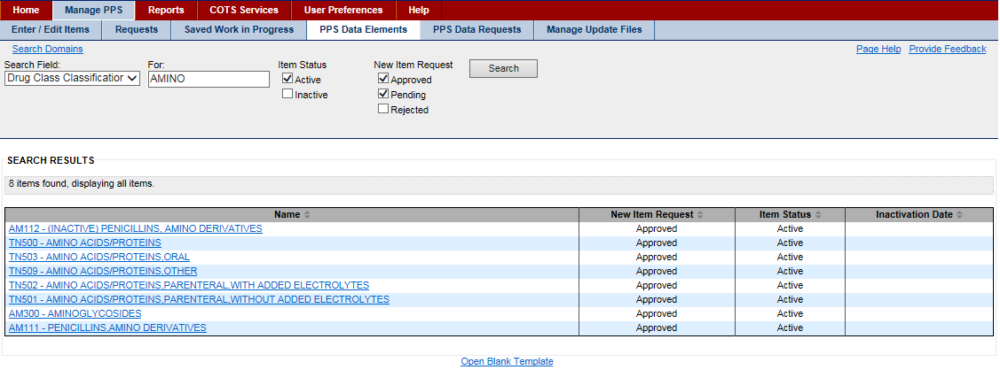 Home Manage PPS Reports COTS Services User Preferences Help
Enter / Edit Items Requests Saved Work in Progress PPS Data Elements PPS Data Requests Manage Update Files
Search Domains Page Help Provide Feedback
Search Field: For: Item Status New Item Request Search
Drug Class Classification AMINO Active Approved
Inactive Pending
Rejected
SEARCH RESULTS
8 items found, displaying all items.
Name New Item Request Item Status Inactivation Date
AM112 - (INACTIVE) PENICILLINS, AMINO DERIVATIVES Approved Active
TN500 - AMINO ACIDS/PROTEINS Approved Active
TN503 - AMINO ACIDS/PROTEINS,ORAL Approved Active
TN509 - AMINO ACIDS/PROTEINS,OTHER Approved Active
TN502 - AMINO ACIDS/PROTEINS,PARENTERAL,WITH ADDED ELECTROLYTES Approved Active
TN501 - AMINO ACIDS/PROTEINS,PARENTERAL,WITHOUT ADDED ELECTROLYTES Approved Active
AM300 - AMINOGLYCOSIDES Approved Active
AM111 - PENICILLINS,AMINO DERIVATIVES Approved Active
Open Blank Template